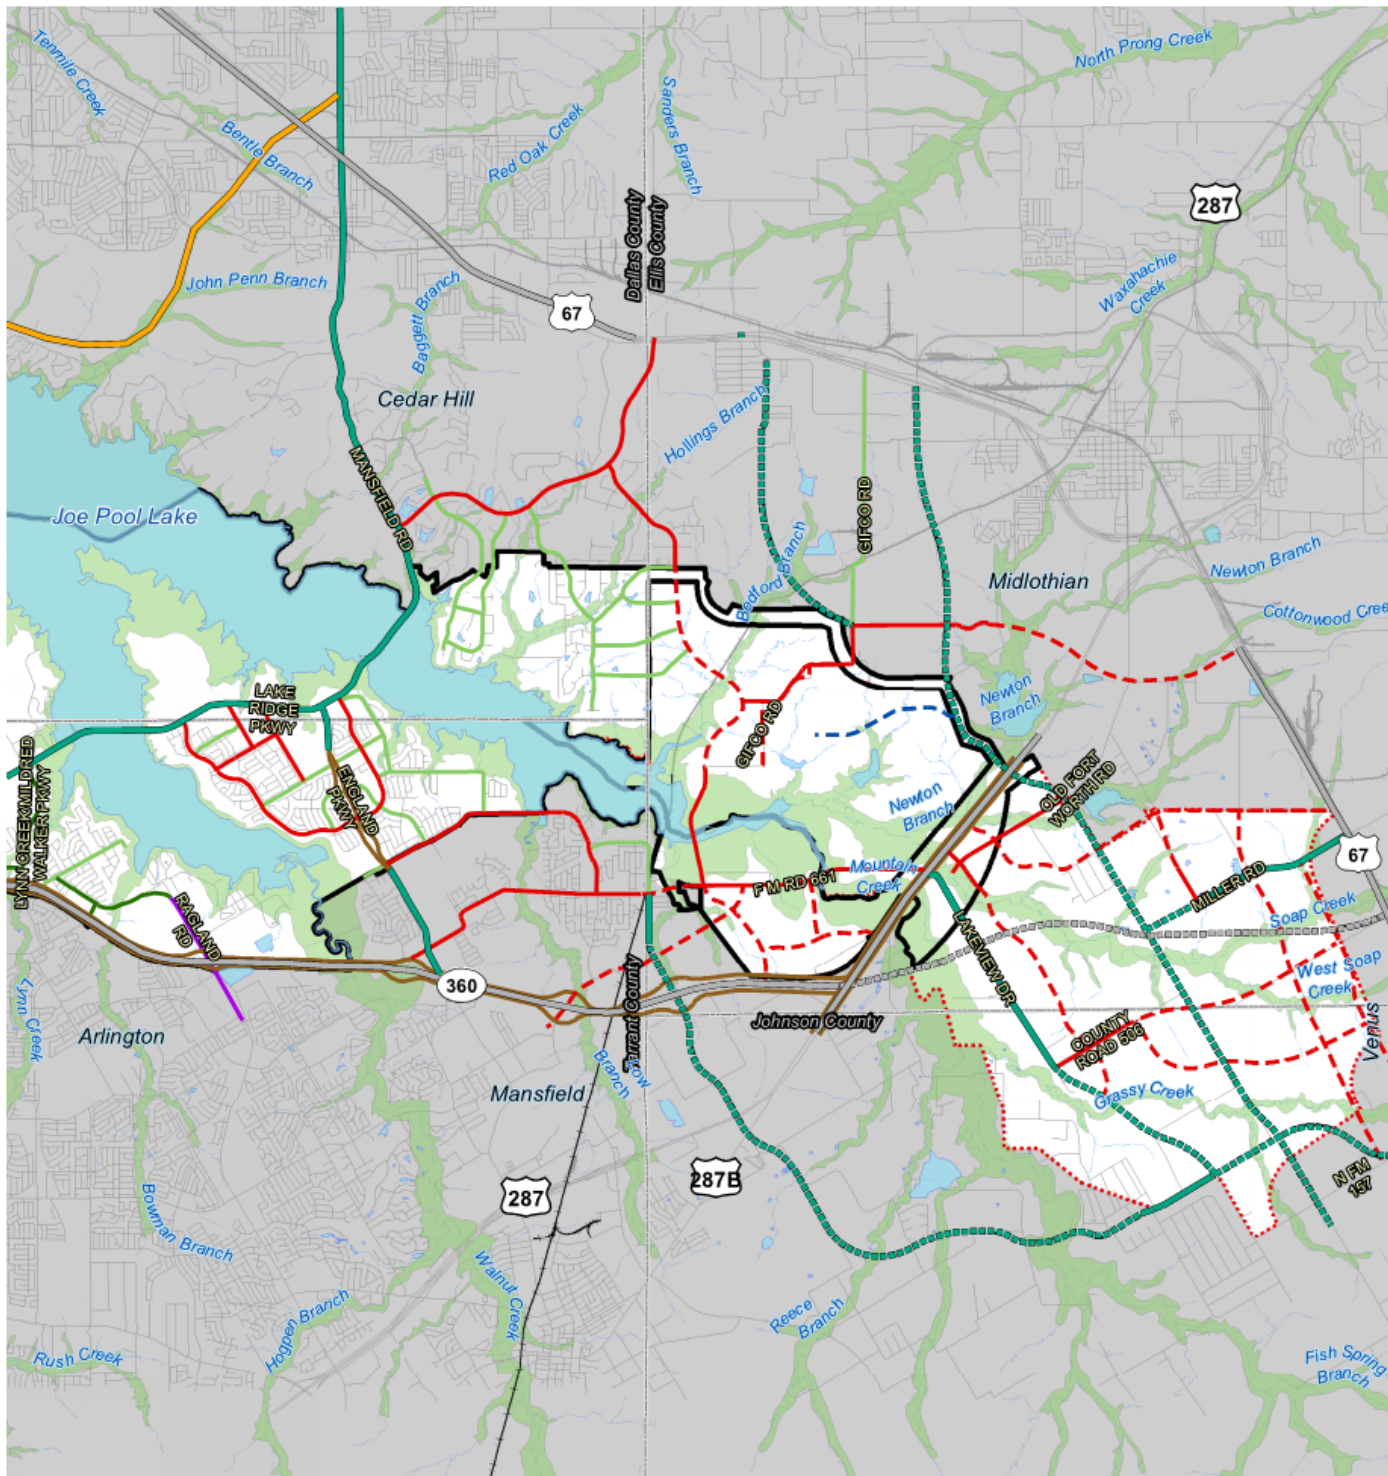 North Prong Creek
Tenmile Creek
Sanders Branch
Bentle Branch
Red Oak Creek
287
Dallas County
Ellis County
Waxahachie
Creek
John Penn Branch
Baggett Branch
67
Cedar Hill
Hollings Branch
MANSFIELD RD
GIFCO RD
Joe Pool Lake
Bedford Branch
Newton Branch
Midlothian
Cottonwood Cree
LAKE
RIDGE
PKWY
Newton
Branch
GIFCO RD
LYNN CREEK/MILDRED
WALKER PKWY
ENGLAND
PKWY
OLD FORT
WORTH RD
Newton
Branch
67
Mountain
Creek
F M RD 661
MILLER RD
RAGLAND
RD
Soap Creek
LAKEVIEW DR
West Soap
Creek
360
Tarrant County
Johnson County
Lynn Creek
Arlington
COUNTY
ROAD 506
Venus
Branch
Mansfield
Grassy Creek
287
287B
N FM
157
Bowman Branch
Walnut Creek
Hogpen Branch
Reece
Branch
Rush Creek
Fish Spring
Branch